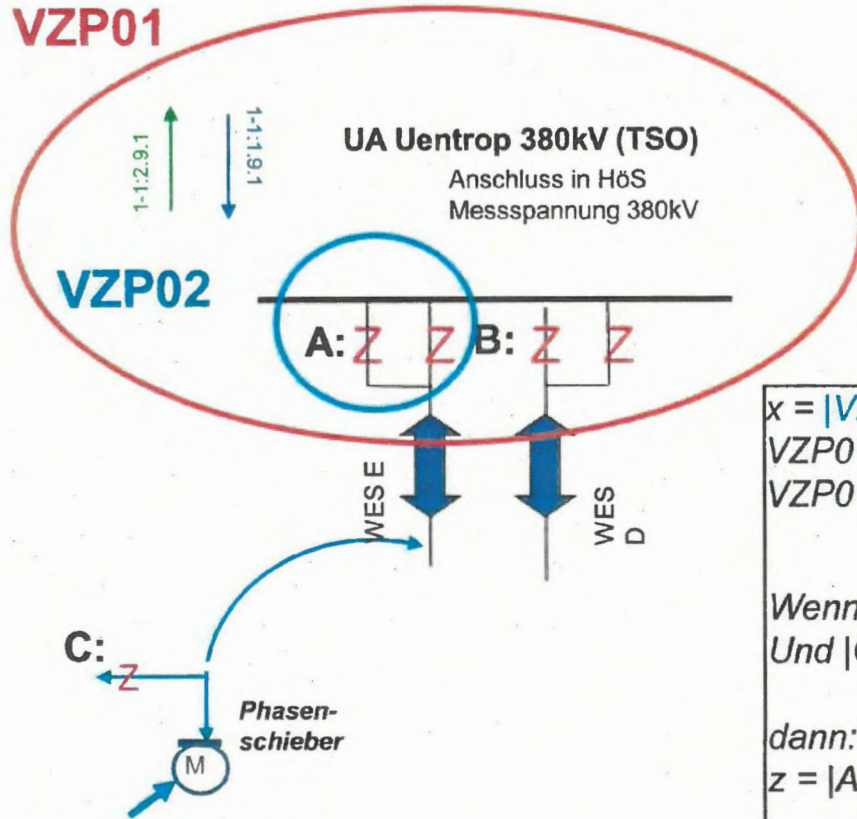 VZP01
1-1:2.9.1
1-1:1.9.1
UA Uentrop 380kV (TSO)
Anschluss in HöS
Messspannung 380kV
VZP02
A: Z Z B: Z Z
WES E
WES D
x = |V
VZP0
VZP0
Wenn
Und |
dann:
z = |A
C: Z
Phasen-
schieber
M